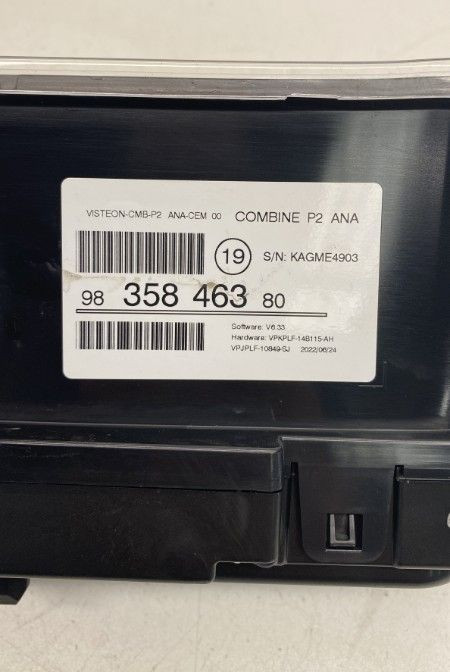 VISTEON-CMB-P2 ANA-CEM 00 COMBINE P2 ANA
19 S/N: KAGME4903
98 358 463 80
Software: V6.33
Hardware: VPKPLF-14B115-AH
VPJPLF-10849-SJ 2022/06/24